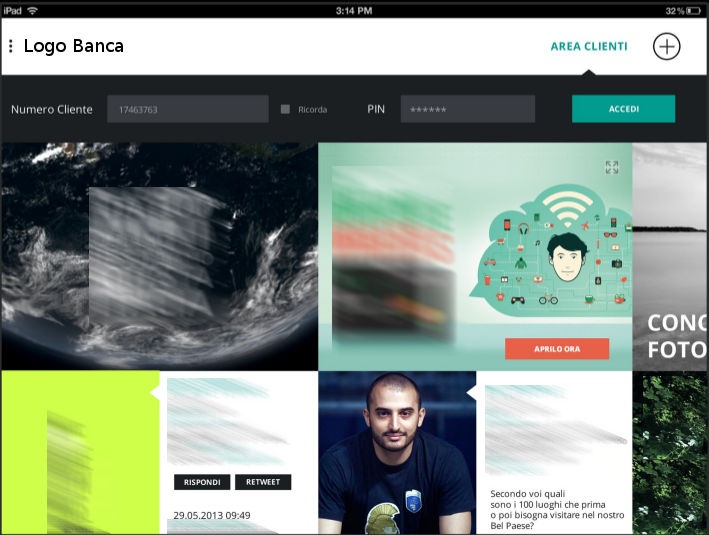 iPad 3:14 PM 32%
Logo Banca AREA CLIENTI
Numero Cliente 17463763 Ricorda PIN ****** ACCEDI
APRILO ORA
CONC
FOTO
RISPONDI RETWEET
29.05.2013 09:49
Secondo voi quali
sono i 100 luoghi che prima
o poi bisogna visitare nel nostro
Bel Paese?